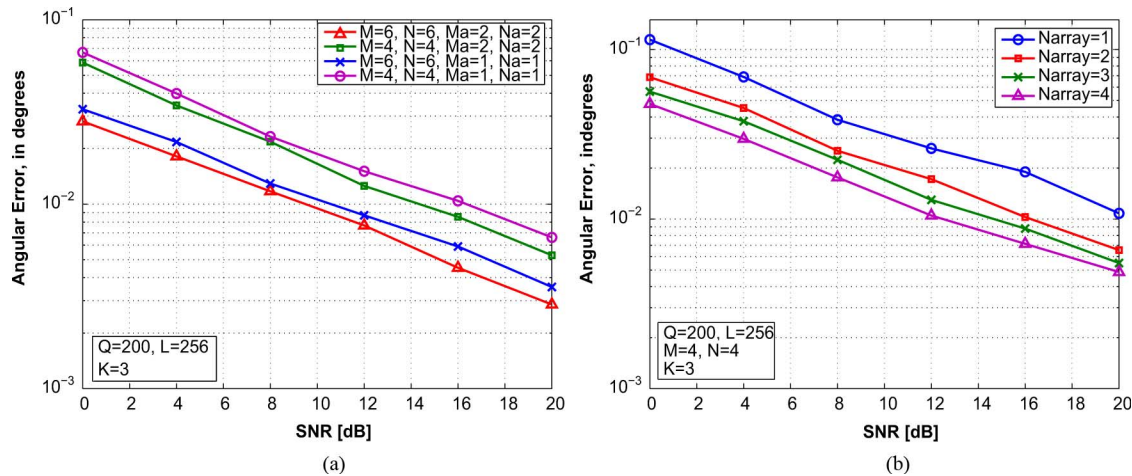 M=6, N=6, Ma=2, Na=2
M=4, N=4, Ma=2, Na=2
M=6, N=6, Ma=1, Na=1
M=4, N=4, Ma=1, Na=1
10⁻¹
10⁻²
10⁻³
Angular Error, in degrees
Q=200, L=256
K=3
0 2 4 6 8 10 12 14 16 18 20
SNR [dB]
(a)
Narray=1
Narray=2
Narray=3
Narray=4
10⁻¹
10⁻²
10⁻³
Angular Error, indegrees
Q=200, L=256
M=4, N=4
K=3
0 2 4 6 8 10 12 14 16 18 20
SNR [dB]
(b)